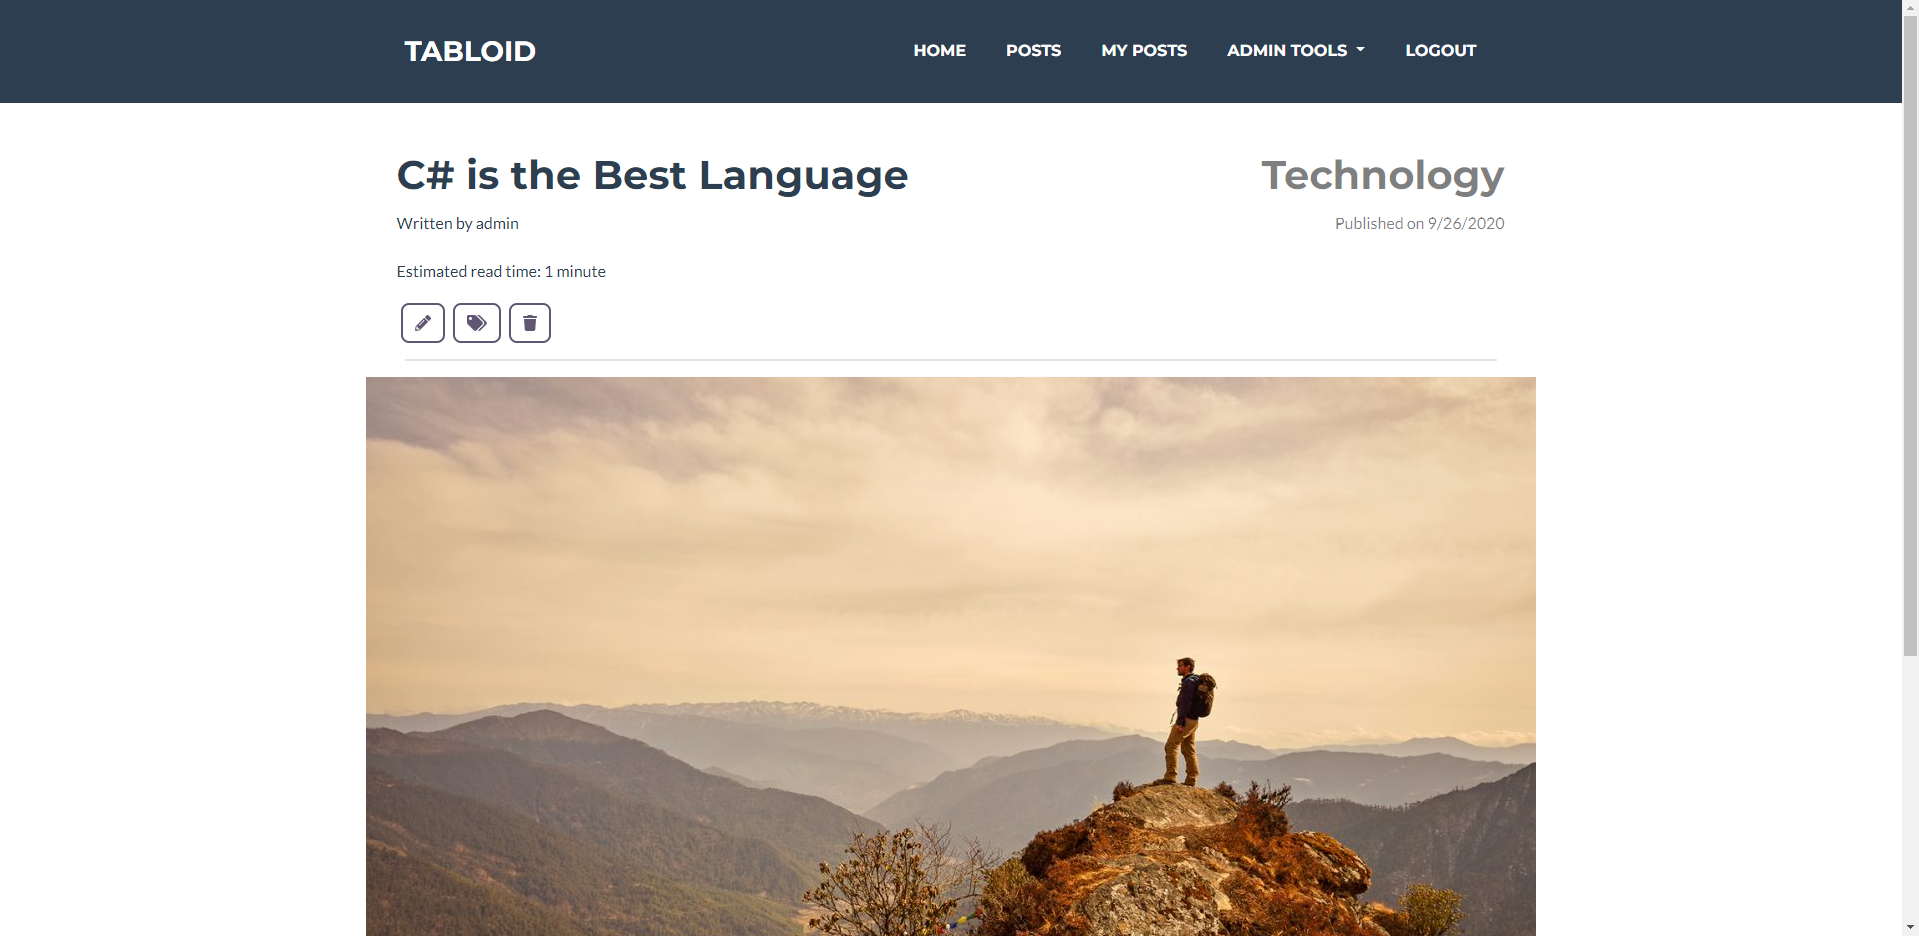 TABLOID
HOME POSTS MY POSTS ADMIN TOOLS LOGOUT
C# is the Best Language
Technology
Written by admin
Published on 9/26/2020
Estimated read time: 1 minute